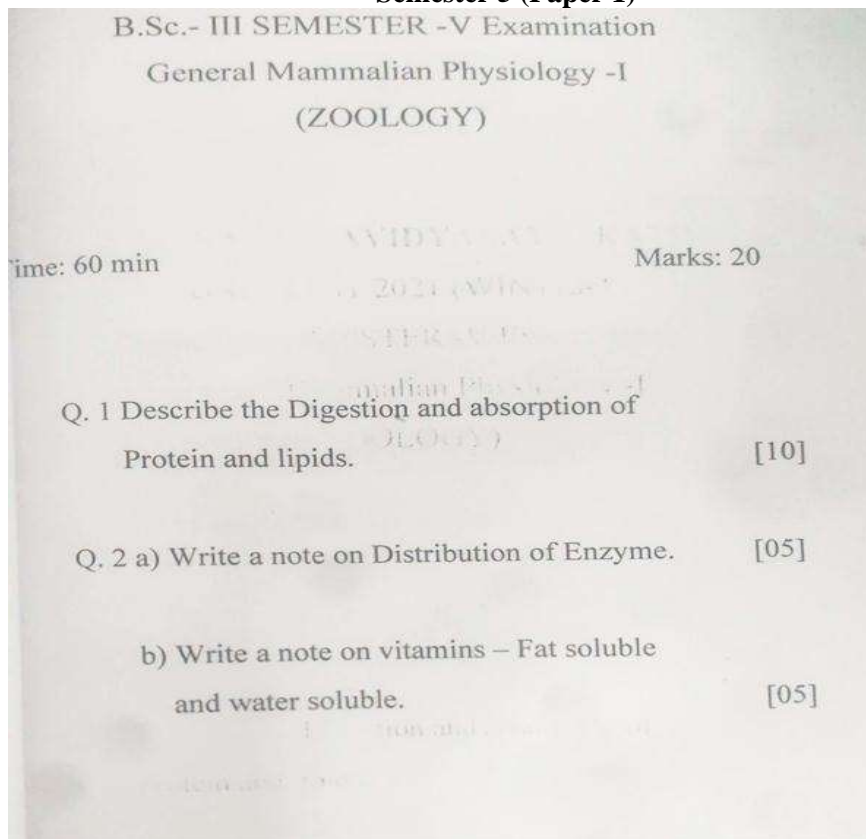 Semester 5 (Paper 1)
B.Sc.- III SEMESTER -V Examination
General Mammalian Physiology -I
(ZOOLOGY)
ime: 60 min Marks: 20
Q. 1 Describe the Digestion and absorption of
Protein and lipids. [10]
Q. 2 a) Write a note on Distribution of Enzyme. [05]
b) Write a note on vitamins – Fat soluble
and water soluble. [05]